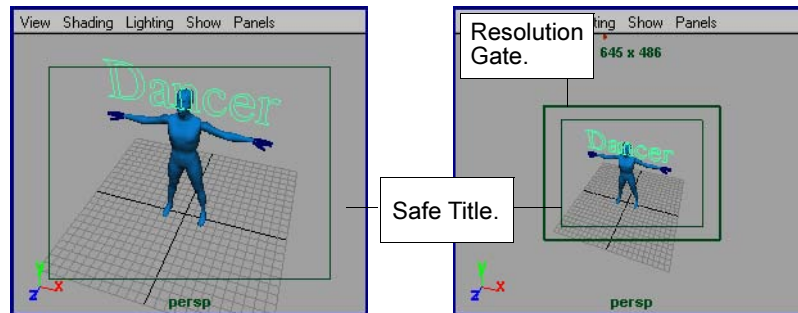 View Shading Lighting Show Panels
Dancer
Y
Z X
persp
Resolution
Gate.
Safe Title.
ting Show Panels
645 x 486
Dancer
Y
Z X
persp